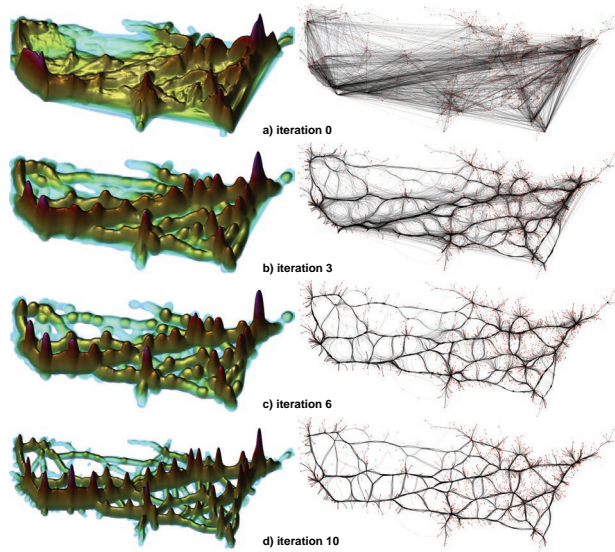 a) iteration 0
b) iteration 3
c) iteration 6
d) iteration 10